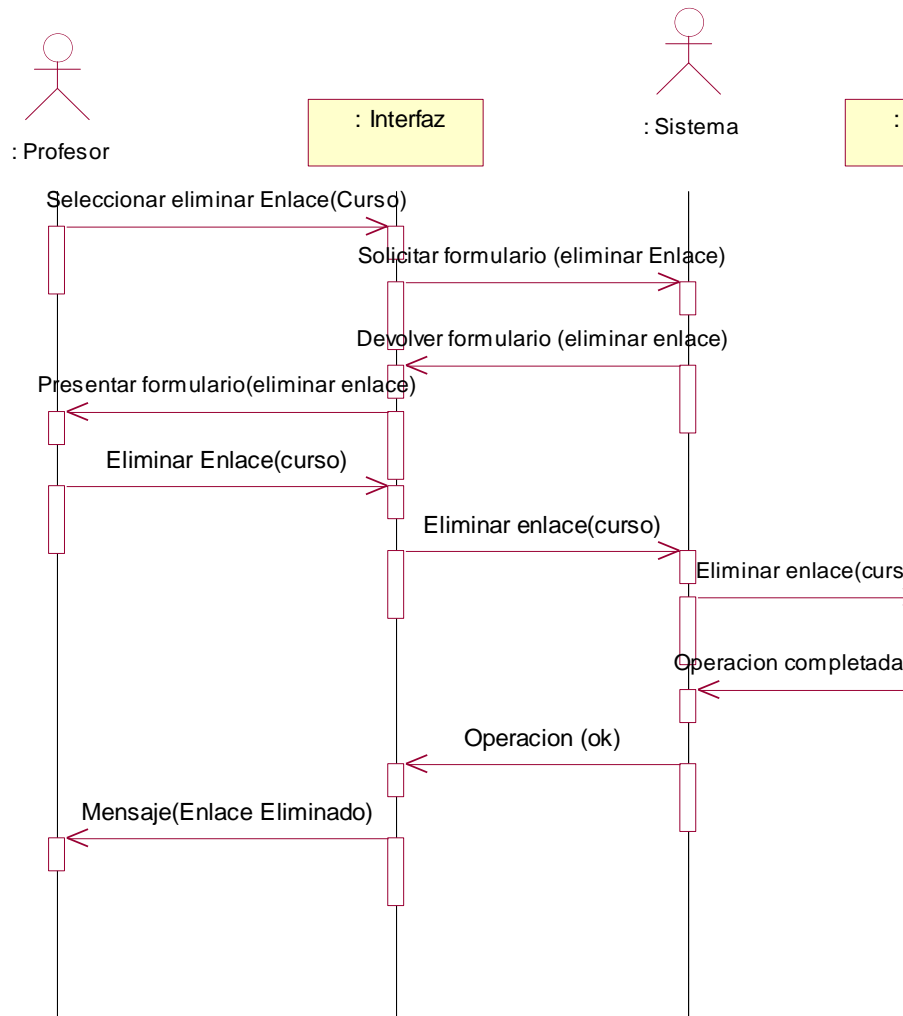 : Profesor
: Interfaz
: Sistema
:
Seleccionar eliminar Enlace(Curso)
Solicitar formulario (eliminar Enlace)
Devolver formulario (eliminar enlace)
Presentar formulario(eliminar enlace)
Eliminar Enlace(curso)
Eliminar enlace(curso)
Eliminar enlace(curs
Operacion completada
Operacion (ok)
Mensaje(Enlace Eliminado)